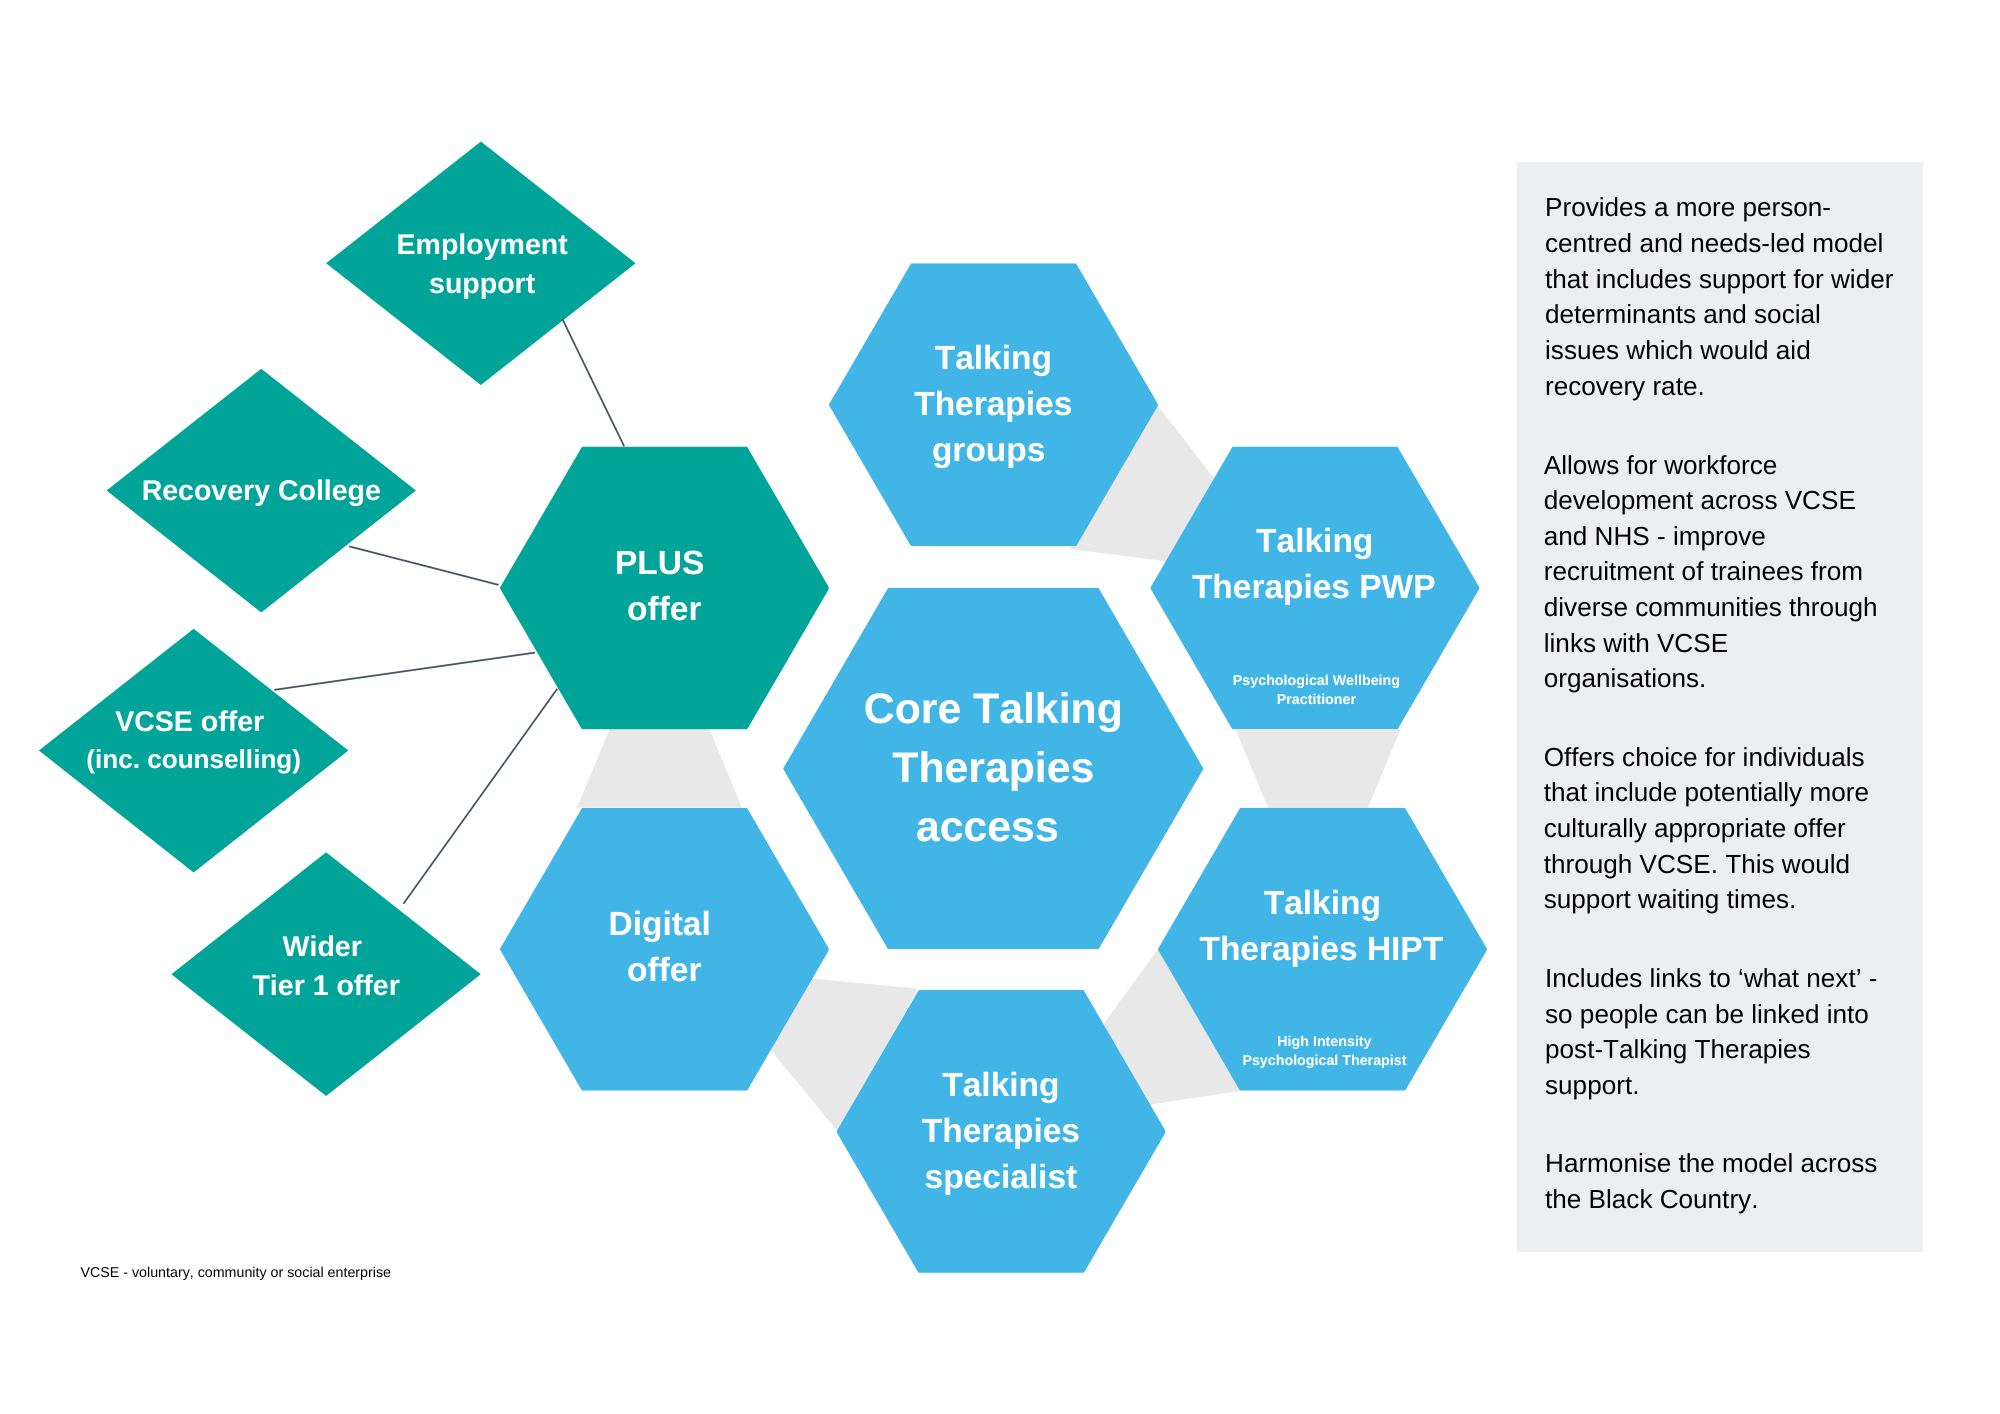 Employment
support
Recovery College
VCSE offer
(inc. counselling)
Wider
Tier 1 offer
PLUS
offer
Digital
offer
Talking
Therapies
groups
Core Talking
Therapies
access
Talking
Therapies
specialist
Talking
Therapies PWP
Psychological Wellbeing
Practitioner
Talking
Therapies HIPT
High Intensity
Psychological Therapist
Provides a more person-
centred and needs-led model
that includes support for wider
determinants and social
issues which would aid
recovery rate.
Allows for workforce
development across VCSE
and NHS - improve
recruitment of trainees from
diverse communities through
links with VCSE
organisations.
Offers choice for individuals
that include potentially more
culturally appropriate offer
through VCSE. This would
support waiting times.
Includes links to ‘what next’ -
so people can be linked into
post-Talking Therapies
support.
Harmonise the model across
the Black Country.
VCSE - voluntary, community or social enterprise